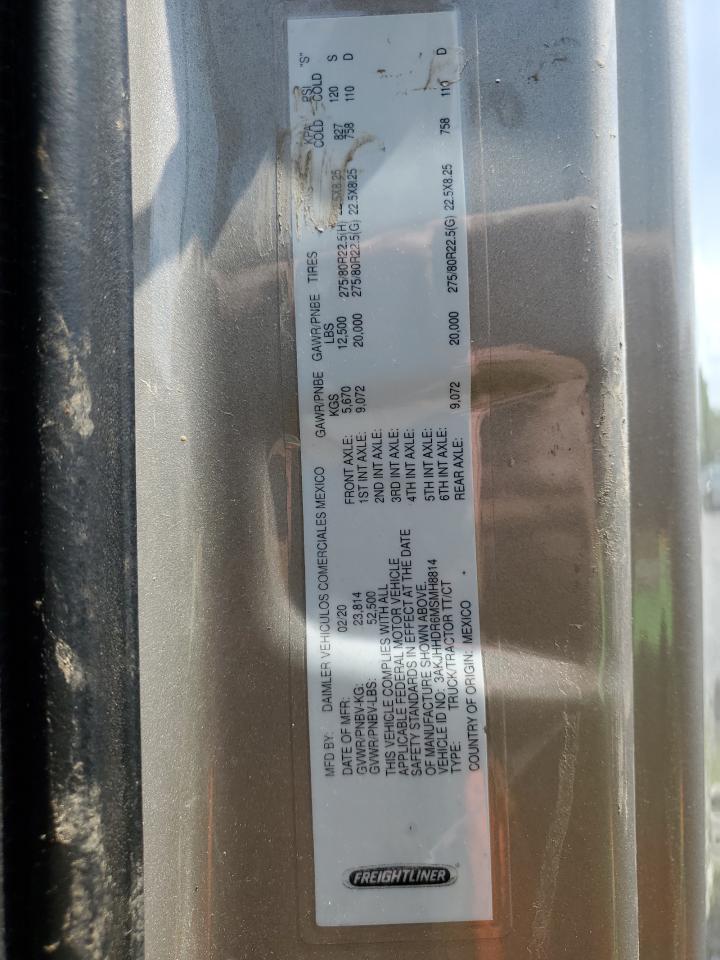 FREIGHTLINER
MFD BY: DAIMLER VEHICULOS COMERCIALES MEXICO
DATE OF MFR: 02/20
GVWR/PNBV-KG: 23,814
GVWR/PNBV-LBS: 52,500
THIS VEHICLE COMPLIES WITH ALL
APPLICABLE FEDERAL MOTOR VEHICLE
SAFETY STANDARDS IN EFFECT AT THE DATE
OF MANUFACTURE SHOWN ABOVE.
VEHICLE ID NO: 3AKJHHDR6MSMH8814
TYPE: TRUCK/TRACTOR TT/CT
COUNTRY OF ORIGIN: MEXICO
GAWR/PNBE GAWR/PNBE TIRES KPA PSI "S"
KGS LBS COLD COLD
FRONT AXLE: 5,670 12,500 275/80R22.5(H) 22.5X8.25 827 120 S
1ST INT AXLE: 9,072 20,000 275/80R22.5(G) 22.5X8.25 758 110 D
2ND INT AXLE:
3RD INT AXLE:
4TH INT AXLE:
5TH INT AXLE:
6TH INT AXLE:
REAR AXLE: 9,072 20,000 275/80R22.5(G) 22.5X8.25 758 110 D